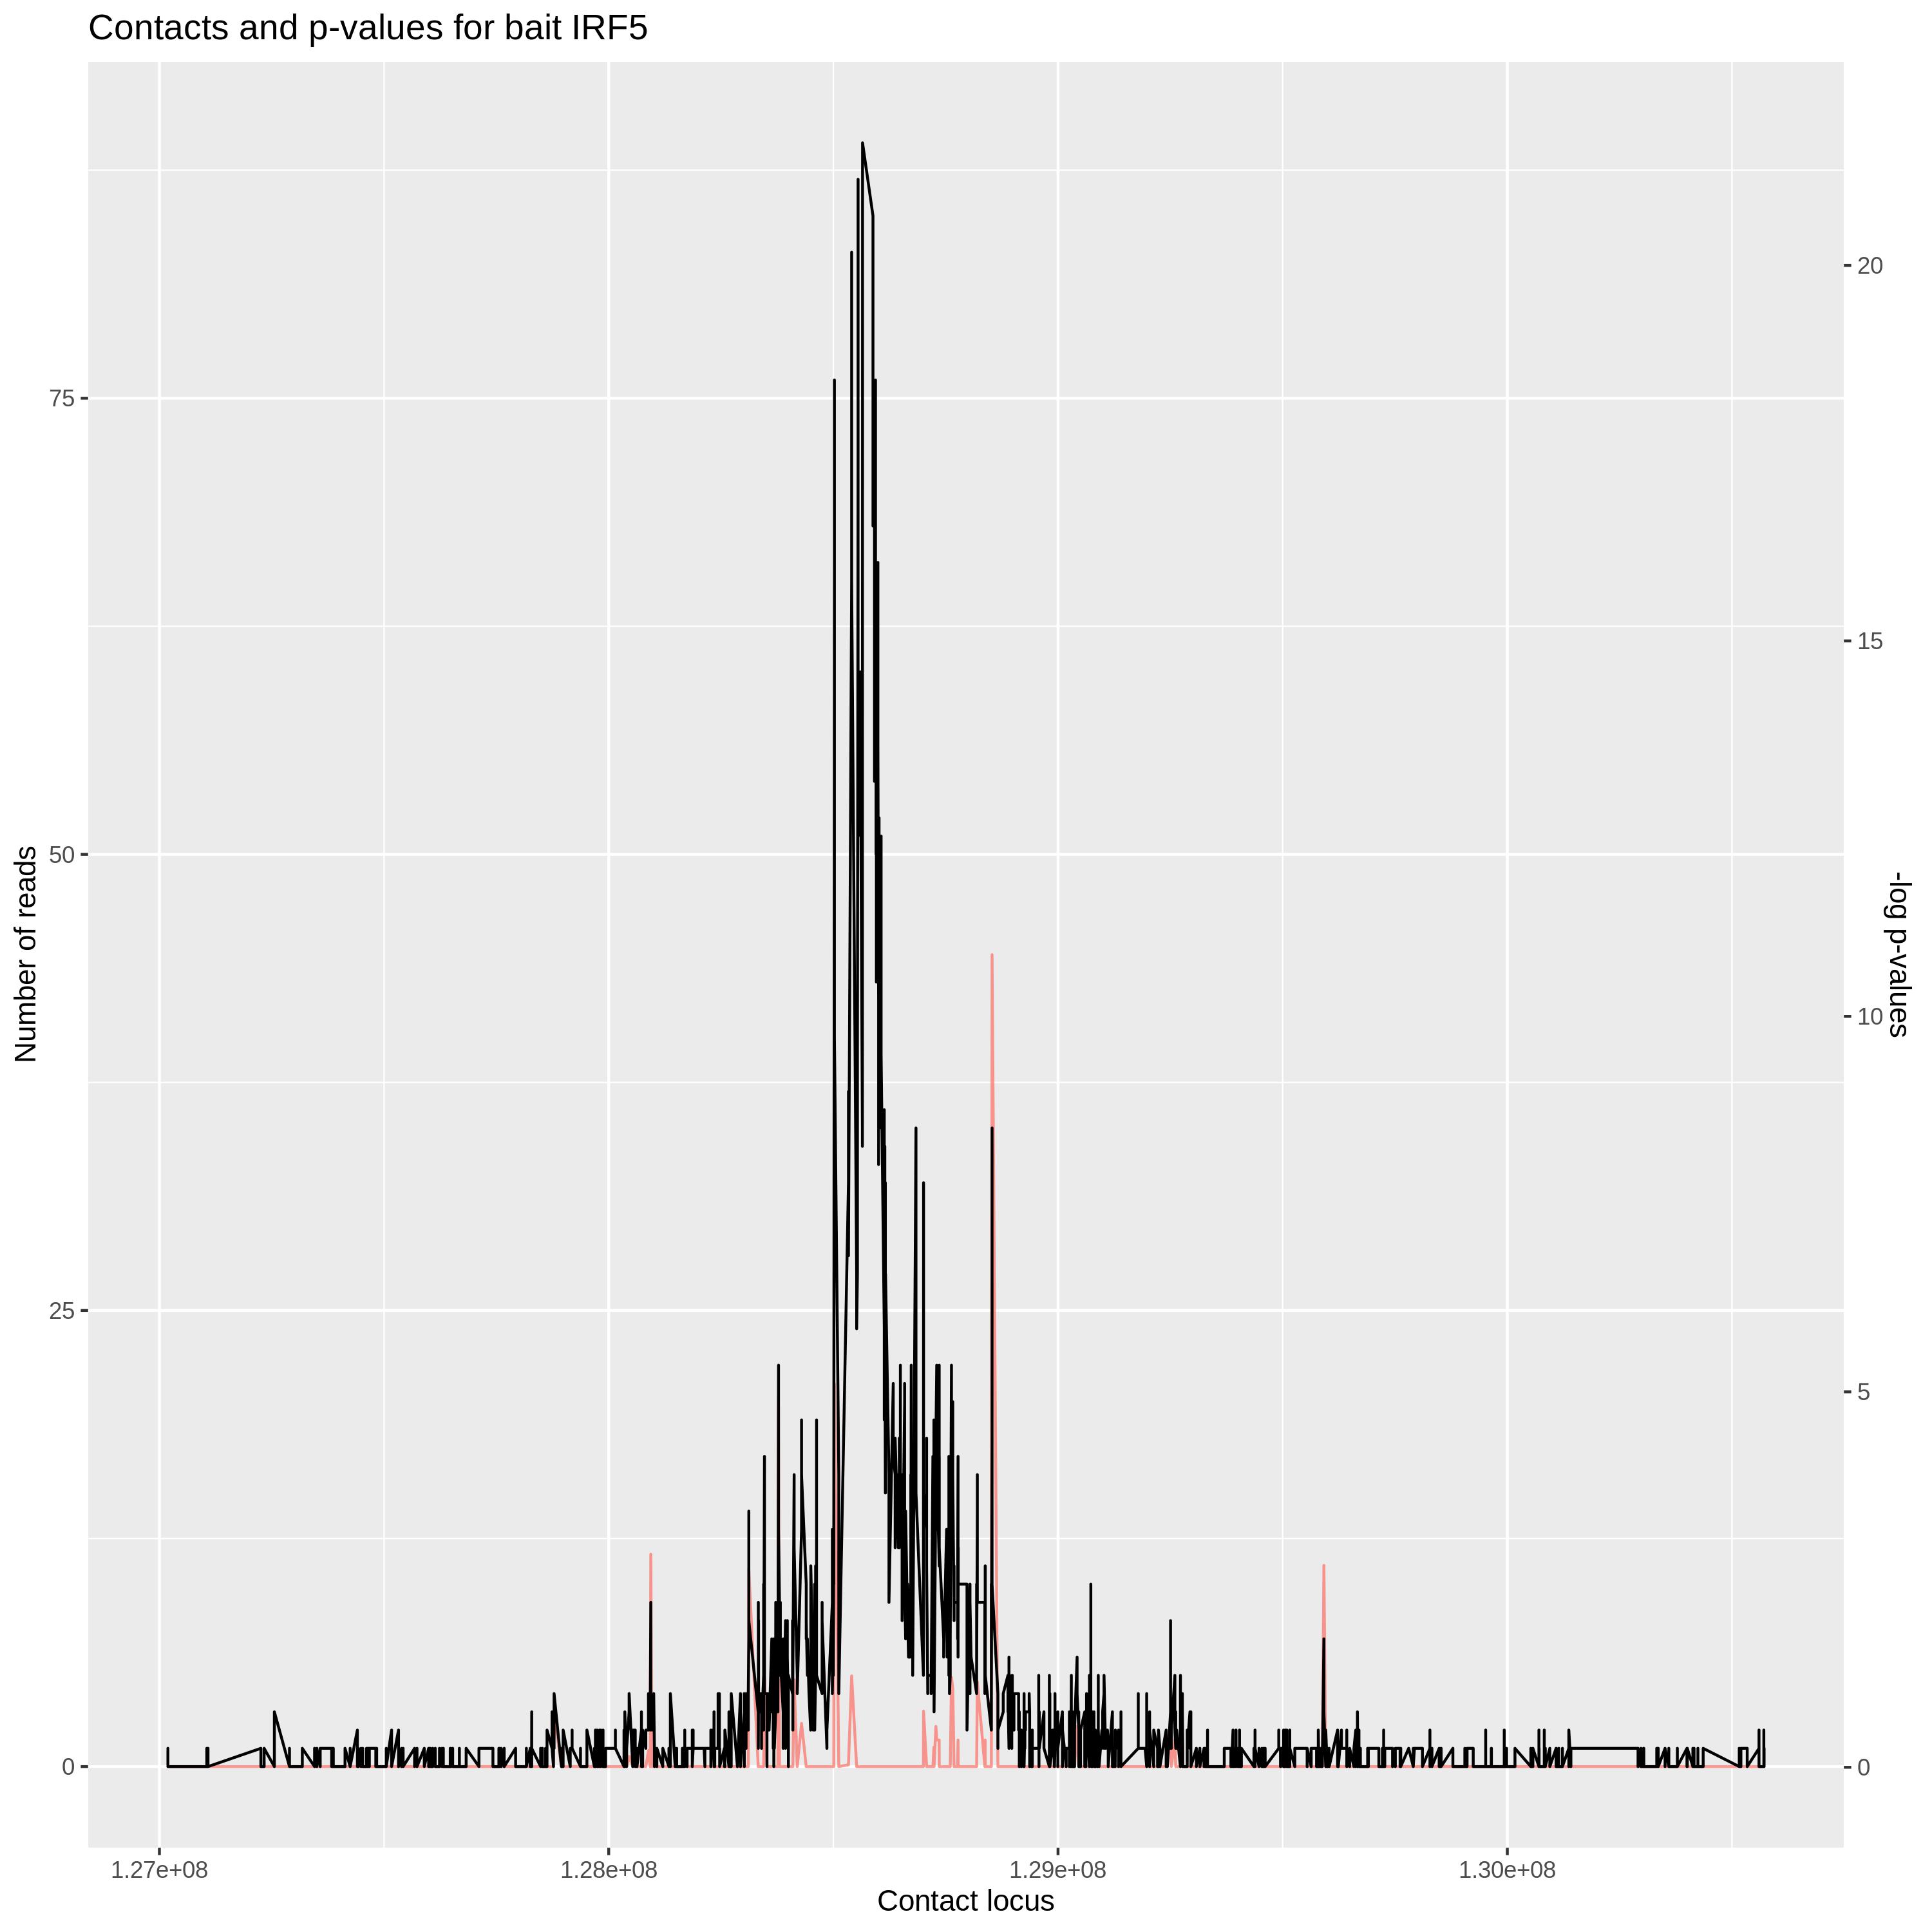 Contacts and p-values for bait IRF5
Number of reads
75
50
25
0
20
15
10
5
0
-log p-values
1.27e+08
1.28e+08
1.29e+08
1.30e+08
Contact locus